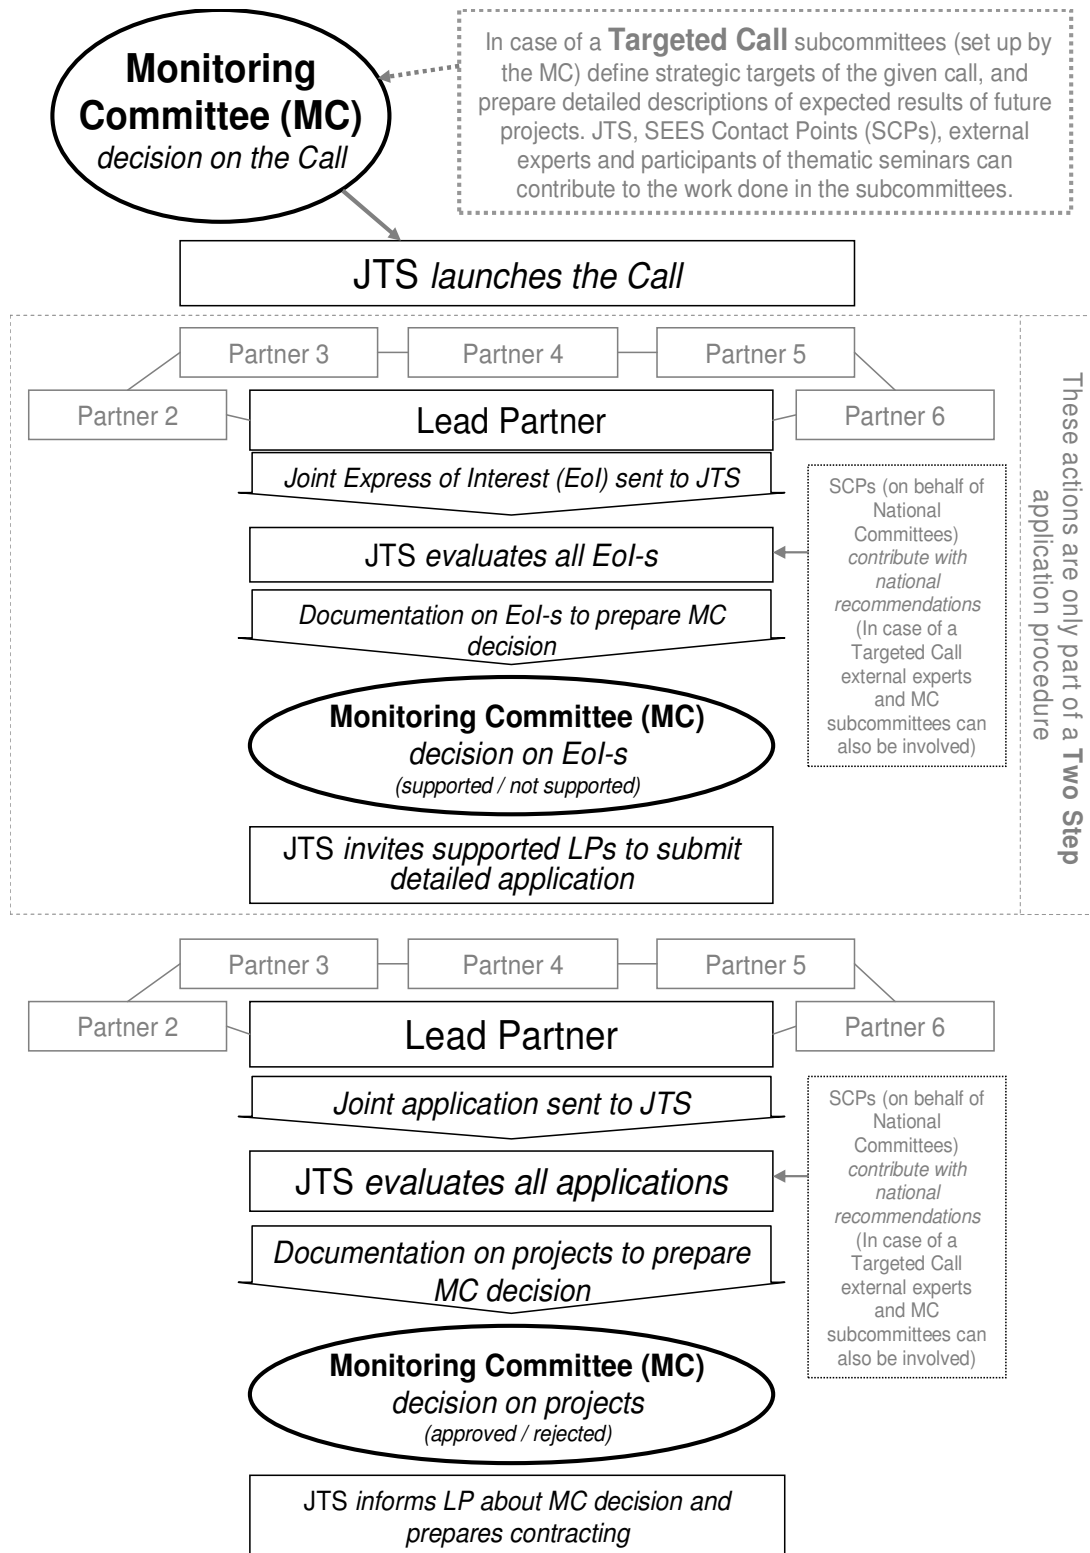 Monitoring
Committee (MC)
decision on the Call
In case of a Targeted Call subcommittees (set up by
the MC) define strategic targets of the given call, and
prepare detailed descriptions of expected results of future
projects. JTS, SEES Contact Points (SCPs), external
experts and participants of thematic seminars can
contribute to the work done in the subcommittees.
JTS launches the Call
Partner 3
Partner 4
Partner 5
Partner 2
Lead Partner
Partner 6
Joint Express of Interest (EoI) sent to JTS
JTS evaluates all EoI-s
Documentation on EoI-s to prepare MC
decision
Monitoring Committee (MC)
decision on EoI-s
(supported / not supported)
JTS invites supported LPs to submit
detailed application
SCPs (on behalf of
National
Committees)
contribute with
national
recommendations
(In case of a
Targeted Call
external experts
and MC
subcommittees can
also be involved)
These actions are only part of a Two Step
application procedure
Partner 3
Partner 4
Partner 5
Partner 2
Lead Partner
Partner 6
Joint application sent to JTS
JTS evaluates all applications
Documentation on projects to prepare
MC decision
Monitoring Committee (MC)
decision on projects
(approved / rejected)
JTS informs LP about MC decision and
prepares contracting
SCPs (on behalf of
National
Committees)
contribute with
national
recommendations
(In case of a
Targeted Call
external experts
and MC
subcommittees can
also be involved)